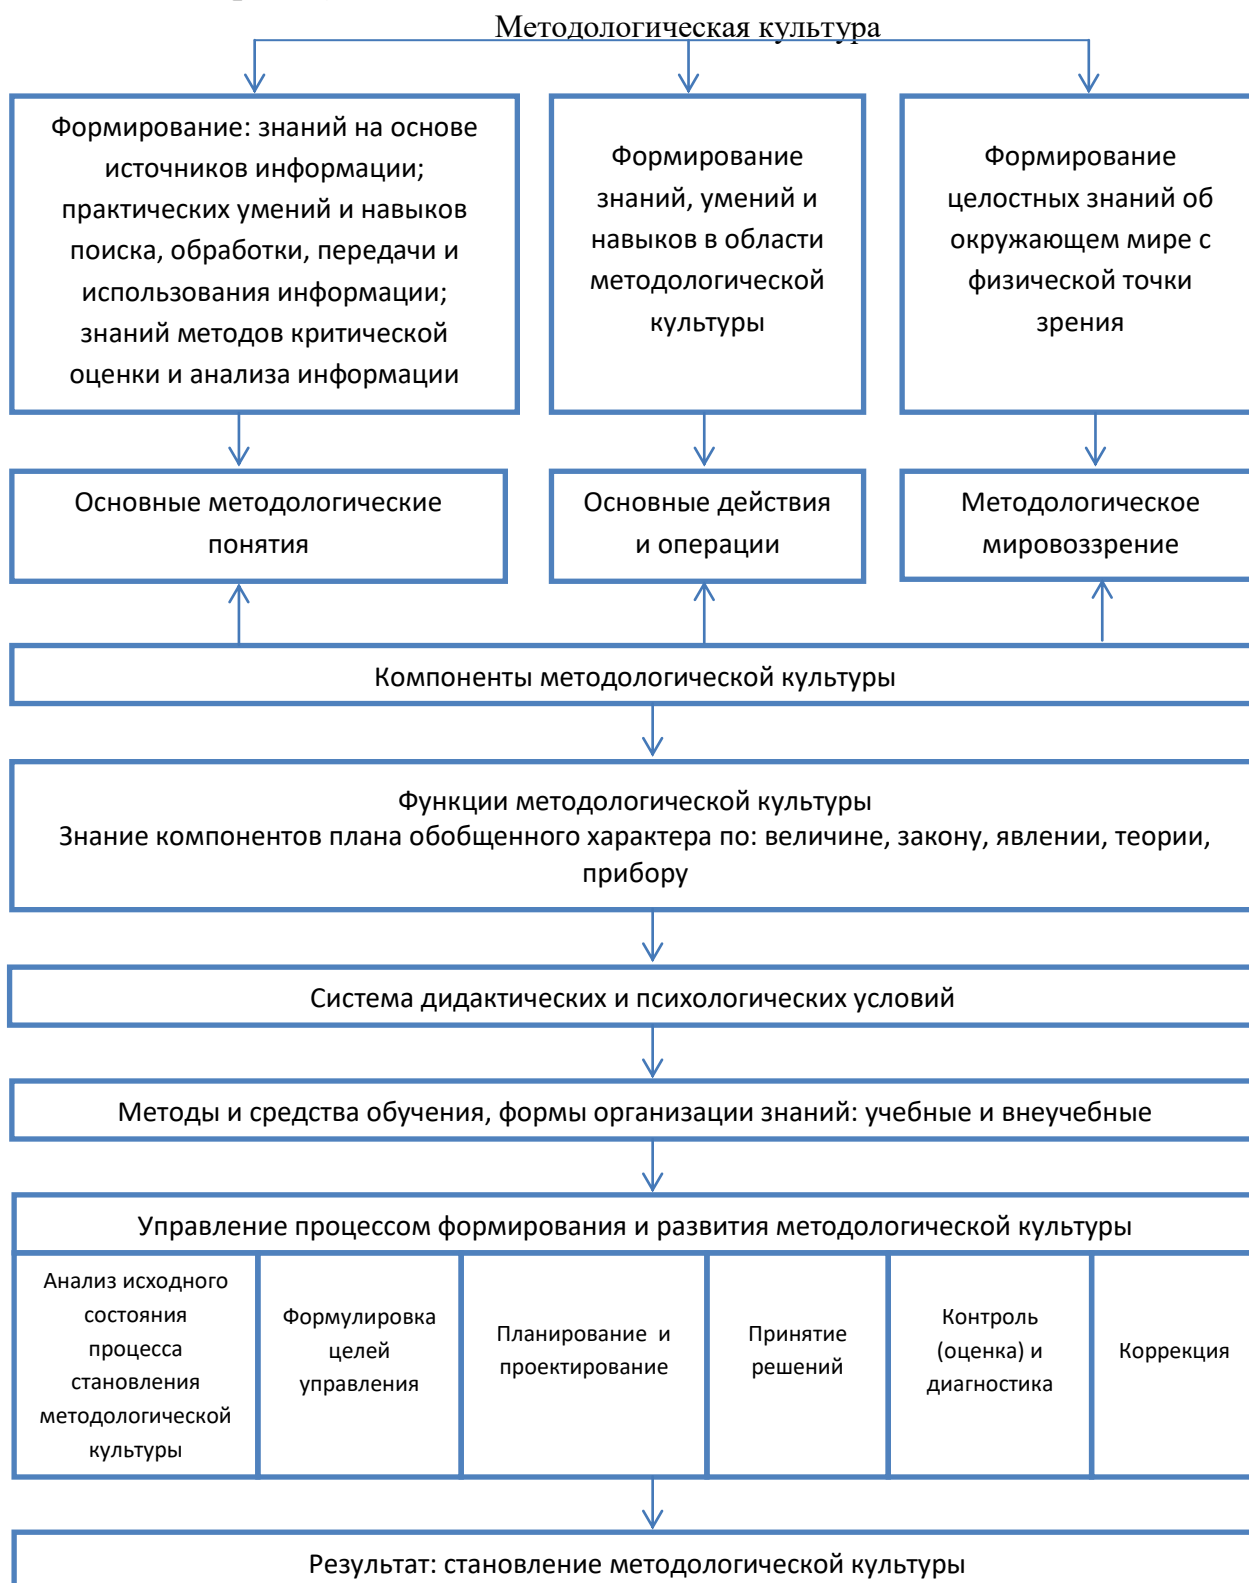 Методологическая культура
Формирование: знаний на основе
источников информации;
практических умений и навыков
поиска, обработки, передачи и
использования информации;
знаний методов критической
оценки и анализа информации
Формирование
знаний, умений и
навыков в области
методологической
культуры
Формирование
целостных знаний об
окружающем мире с
физической точки
зрения
Основные методологические
понятия
Основные действия
и операции
Методологическое
мировоззрение
Компоненты методологической культуры
Функции методологической культуры
Знание компонентов плана обобщенного характера по: величине, закону, явлении, теории,
прибору
Система дидактических и психологических условий
Методы и средства обучения, формы организации знаний: учебные и внеучебные
Управление процессом формирования и развития методологической культуры
Анализ исходного
состояния
процесса
становления
методологической
культуры
Формулировка
целей
управления
Планирование и
проектирование
Принятие
решений
Контроль
(оценка) и
диагностика
Коррекция
Результат: становление методологической культуры